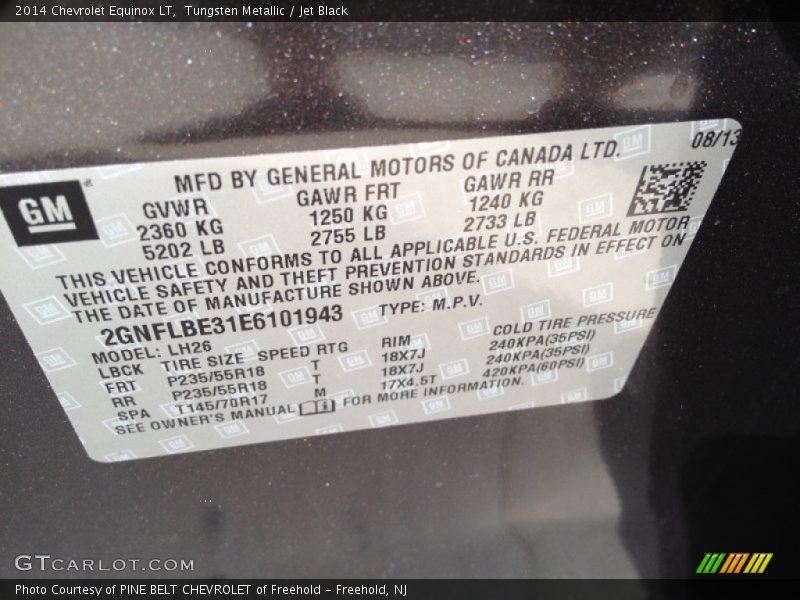 2014 Chevrolet Equinox LT, Tungsten Metallic / Jet Black
08/13
MFD BY GENERAL MOTORS OF CANADA LTD.
GM
GVWR GAWR FRT GAWR RR
2360 KG 1250 KG 1240 KG
5202 LB 2755 LB 2733 LB
THIS VEHICLE CONFORMS TO ALL APPLICABLE U.S. FEDERAL MOTOR
VEHICLE SAFETY AND THEFT PREVENTION STANDARDS IN EFFECT ON
THE DATE OF MANUFACTURE SHOWN ABOVE.
2GNFLBE31E6101943 TYPE: M.P.V.
MODEL: LH26
LBCK TIRE SIZE SPEED RTG RIM COLD TIRE PRESSURE
FRT P235/55R18 T 18X7J 240KPA(35PSI)
RR P235/55R18 T 18X7J 240KPA(35PSI)
SPA T145/70R17 M 17X4.5T 420KPA(60PSI)
SEE OWNER'S MANUAL FOR MORE INFORMATION.
GTCARLOT.COM
Photo Courtesy of PINE BELT CHEVROLET of Freehold - Freehold, NJ